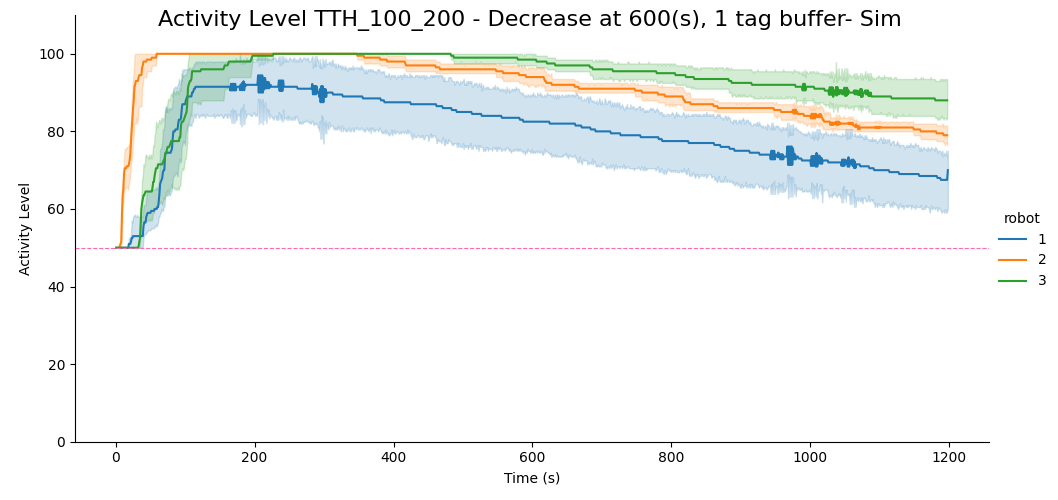 Activity Level TTH_100_200 - Decrease at 600(s), 1 tag buffer- Sim
100
80
60
40
20
0
Activity Level
0 200 400 600 800 1000 1200
Time (s)
robot
1
2
3